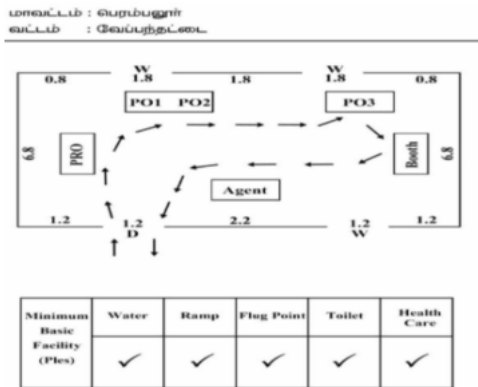 மாவட்டம் : பெரம்பலூர்
வட்டம் : வேப்பந்தட்டை
W W
0.8 1.8 1.8 1.8 0.8
PO1 PO2 PO3
6.8 PRO Booth 6.8
Agent
1.2 1.2 2.2 1.2 1.2
D W
Minimum Basic Facility (Ples) Water Ramp Flug Point Toilet Health Care
✓ ✓ ✓ ✓ ✓